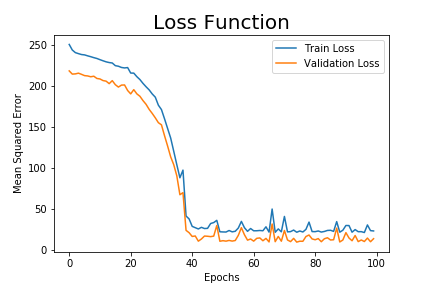 Loss Function
Train Loss
Validation Loss
Mean Squared Error
250
200
150
100
50
0
0
20
40
60
80
100
Epochs